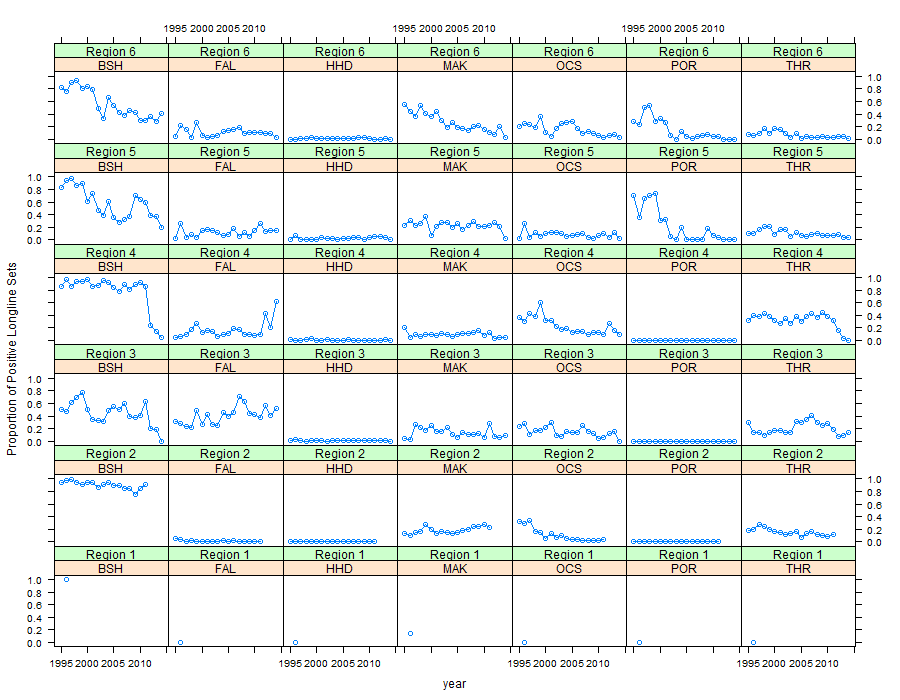 1995 2000 2005 2010 1995 2000 2005 2010 1995 2000 2005 2010
Region 6 Region 6 Region 6 Region 6 Region 6 Region 6 Region 6
BSH FAL HHD MAK OCS POR THR
1.0
0.8
0.6
0.4
0.2
0.0
Region 5 Region 5 Region 5 Region 5 Region 5 Region 5 Region 5
BSH FAL HHD MAK OCS POR THR
1.0
0.8
0.6
0.4
0.2
0.0
Region 4 Region 4 Region 4 Region 4 Region 4 Region 4 Region 4
BSH FAL HHD MAK OCS POR THR
1.0
0.8
0.6
0.4
0.2
0.0
Region 3 Region 3 Region 3 Region 3 Region 3 Region 3 Region 3
BSH FAL HHD MAK OCS POR THR
1.0
0.8
0.6
0.4
0.2
0.0
Region 2 Region 2 Region 2 Region 2 Region 2 Region 2 Region 2
BSH FAL HHD MAK OCS POR THR
1.0
0.8
0.6
0.4
0.2
0.0
Region 1 Region 1 Region 1 Region 1 Region 1 Region 1 Region 1
BSH FAL HHD MAK OCS POR THR
1.0
0.8
0.6
0.4
0.2
0.0
1995 2000 2005 2010 1995 2000 2005 2010 1995 2000 2005 2010 1995 2000 2005 2010
year
Proportion of Positive Longline Sets